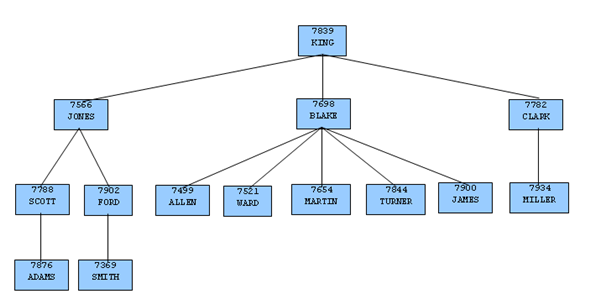 7839
KING
7566
JONES
7698
BLAKE
7782
CLARK
7788
SCOTT
7902
FORD
7499
ALLEN
7521
WARD
7654
MARTIN
7844
TURNER
7900
JAMES
7934
MILLER
7876
ADAMS
7369
SMITH